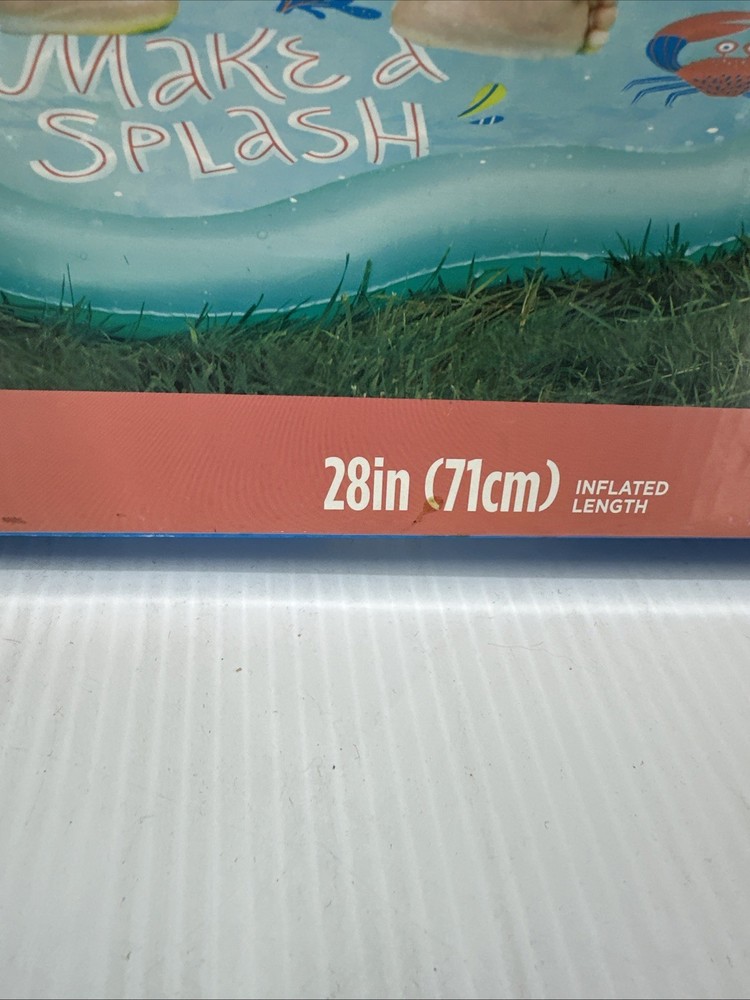 MaKE a
SPLaSH
28in (71cm) INFLATED
LENGTH